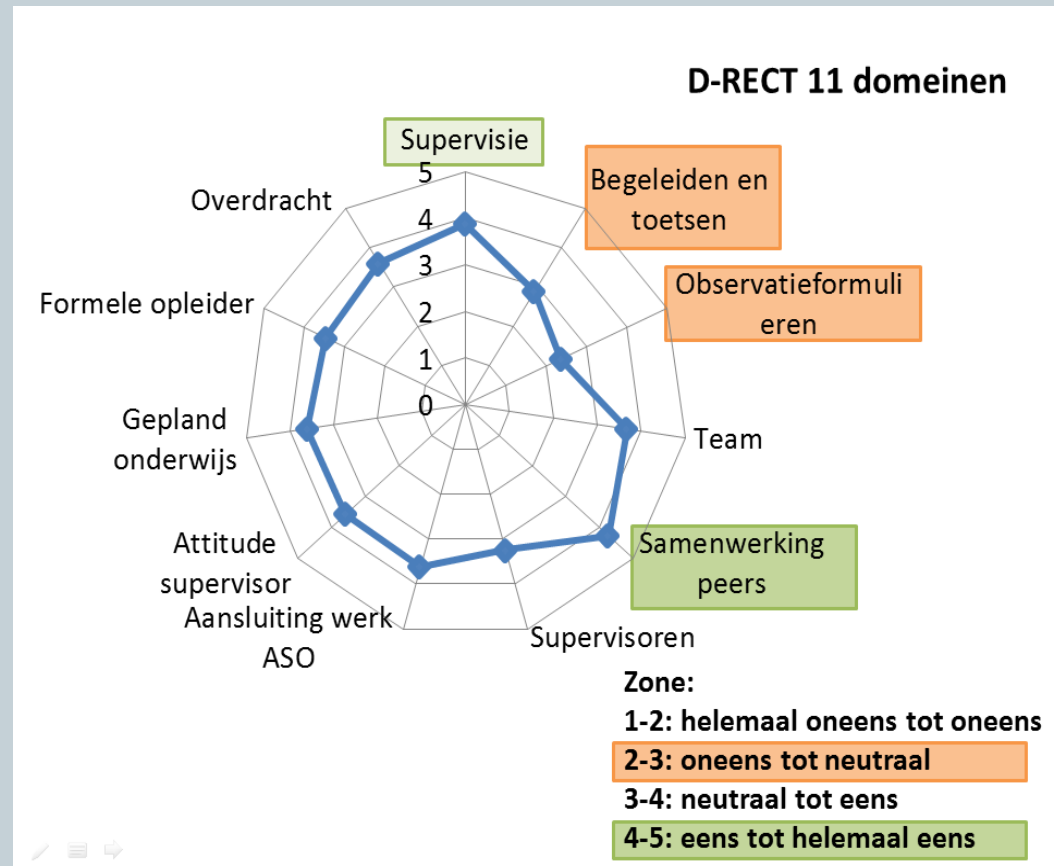 D-RECT 11 domeinen
Supervisie
Begeleiden en
toetsen
Observatieformuli
eren
Team
Samenwerking
peers
Supervisoren
Aansluiting werk
ASO
Attitude
supervisor
Gepland
onderwijs
Formele opleider
Overdracht
5
4
3
2
1
0
Zone:
1-2: helemaal oneens tot oneens
2-3: oneens tot neutraal
3-4: neutraal tot eens
4-5: eens tot helemaal eens